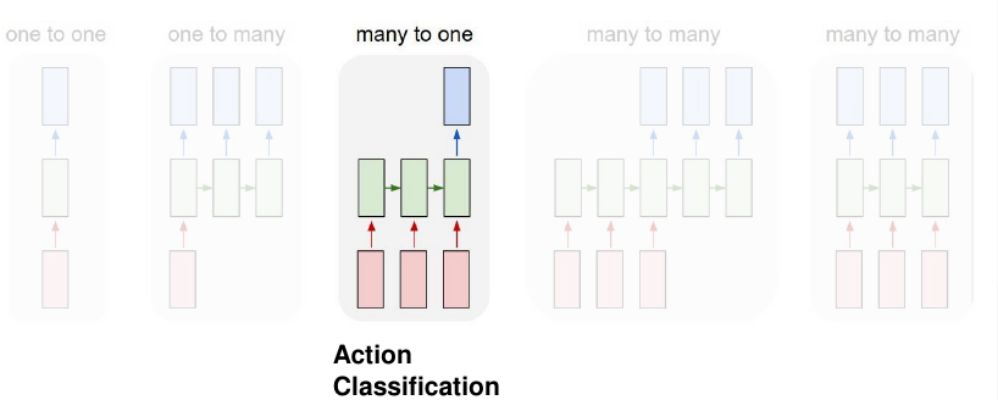 one to one
one to many
many to one
many to many
many to many
Action
Classification